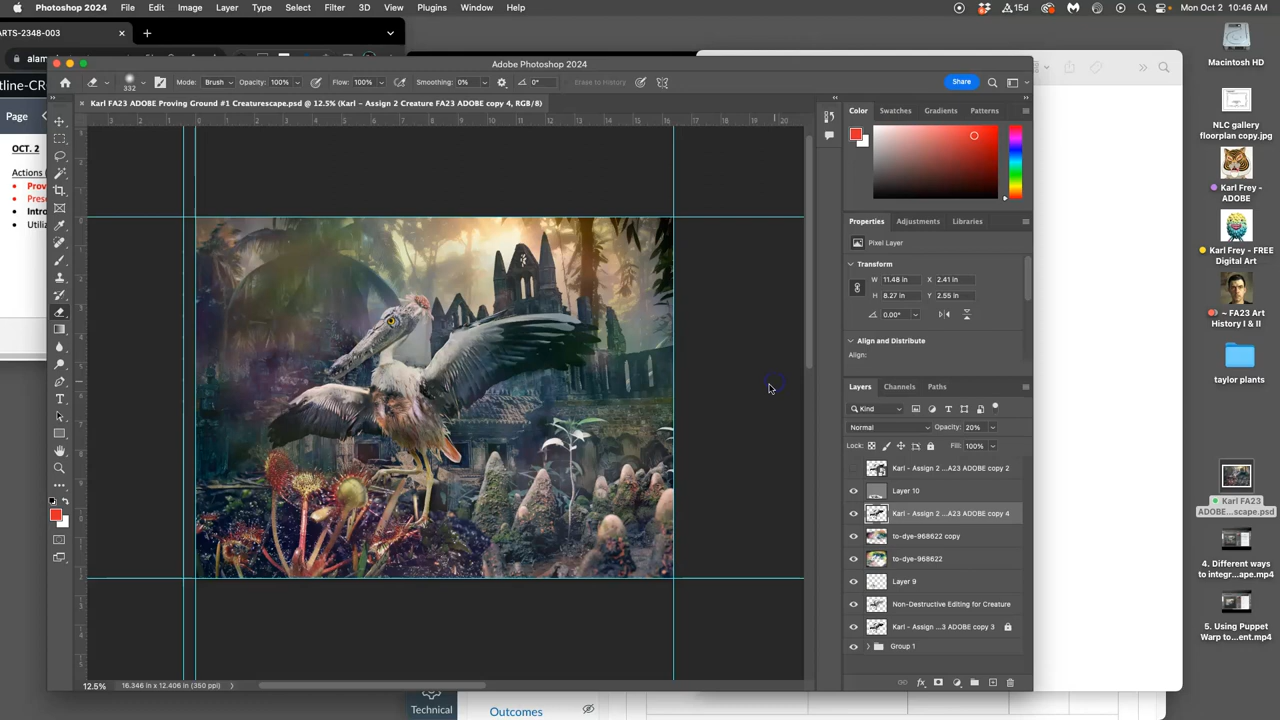 Photoshop 2024 File Edit Image Layer Type Select Filter 3D View Plugins Window Help 15d Mon Oct 2 10:46 AM
ARTS-2348-003
Adobe Photoshop 2024
332 Mode: Brush Opacity: 100% Flow: 100% Smoothing: 0% 0° Erase to History Share
Karl FA23 ADOBE Proving Ground #1 Creaturescape.psd @ 12.5% (Karl – Assign 2 Creature FA23 ADOBE copy 4, RGB/8)
Page
OCT. 2
Actions (
Prov
Prese
Intro
Utiliz
Color Swatches Gradients Patterns
Properties Adjustments Libraries
Pixel Layer
Transform
W 11.48 in X 2.41 in
H 8.27 in Y 2.55 in
0.00°
Align and Distribute
Align:
Layers Channels Paths
Kind
Normal Opacity: 20%
Lock: Fill: 100%
Karl - Assign 2 ...A23 ADOBE copy 2
Layer 10
Karl - Assign 2 ...A23 ADOBE copy 4
to-dye-968622 copy
to-dye-968622
Layer 9
Non-Destructive Editing for Creature
Karl - Assign ...3 ADOBE copy 3
Group 1
12.5% 16.346 in x 12.406 in (350 ppi)
Technical
Outcomes
Macintosh HD
NLC gallery
floorplan copy.jpg
Karl Frey -
ADOBE
Karl Frey - FREE
Digital Art
~ FA23 Art
History I & II
taylor plants
Karl FA23
ADOBE...scape.psd
4. Different ways
to integr...ape.mp4
5. Using Puppet
Warp to...ent.mp4